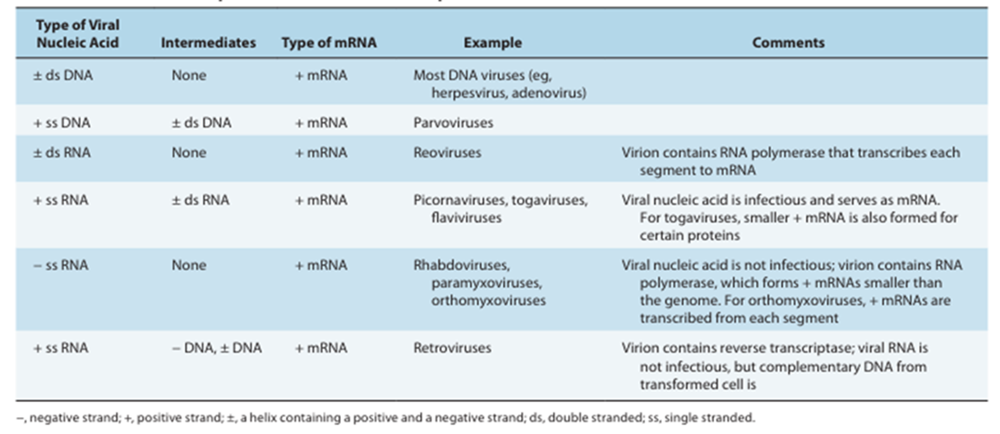 Type of Viral
Nucleic Acid Intermediates Type of mRNA Example Comments
± ds DNA None + mRNA Most DNA viruses (eg,
herpesvirus, adenovirus)
+ ss DNA ± ds DNA + mRNA Parvoviruses
± ds RNA None + mRNA Reoviruses Virion contains RNA polymerase that transcribes each
segment to mRNA
+ ss RNA ± ds RNA + mRNA Picornaviruses, togaviruses, Viral nucleic acid is infectious and serves as mRNA.
flaviviruses For togaviruses, smaller + mRNA is also formed for
certain proteins
− ss RNA None + mRNA Rhabdoviruses, Viral nucleic acid is not infectious; virion contains RNA
paramyxoviruses, polymerase, which forms + mRNAs smaller than
orthomyxoviruses the genome. For orthomyxoviruses, + mRNAs are
transcribed from each segment
+ ss RNA − DNA, ± DNA + mRNA Retroviruses Virion contains reverse transcriptase; viral RNA is
not infectious, but complementary DNA from
transformed cell is
−, negative strand; +, positive strand; ±, a helix containing a positive and a negative strand; ds, double stranded; ss, single stranded.